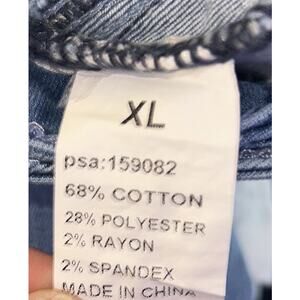 XL
psa:159082
68% COTTON
28% POLYESTER
2% RAYON
2% SPANDEX
MADE IN CHINA